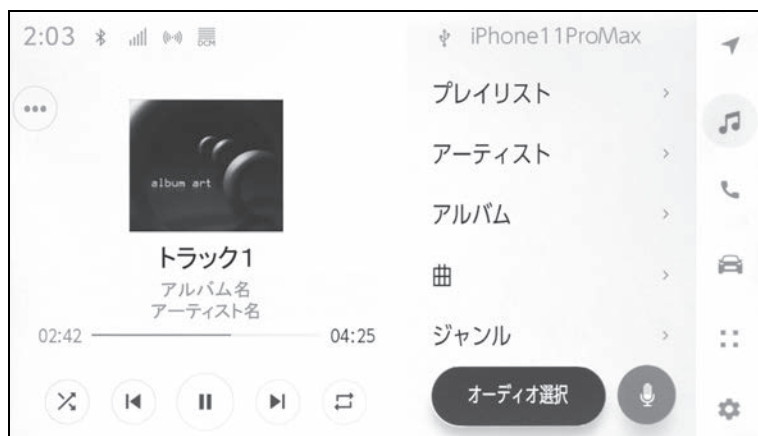 2:03
DCM
iPhone11ProMax
album art
トラック1
アルバム名
アーティスト名
02:42
04:25
プレイリスト
アーティスト
アルバム
曲
ジャンル
オーディオ選択